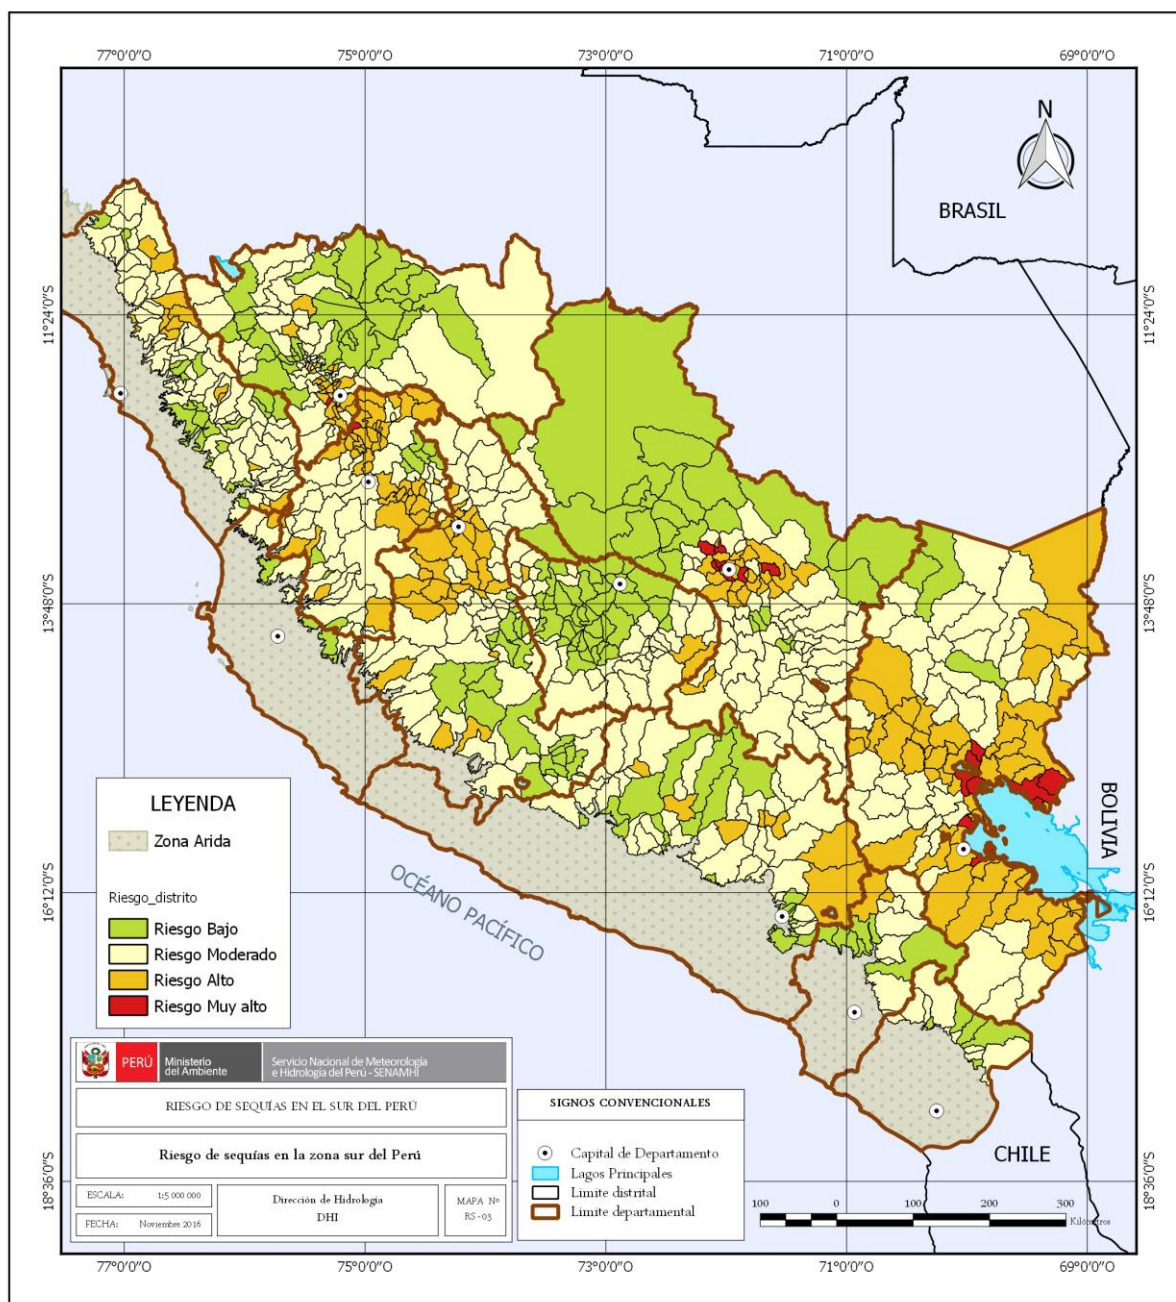 77°0'0"O 75°0'0"O 73°0'0"O 71°0'0"O 69°0'0"O
N
BRASIL
11°24'0"S 11°24'0"S
13°48'0"S 13°48'0"S
16°12'0"S 16°12'0"S
18°36'0"S 18°36'0"S
BOLIVIA
OCÉANO PACÍFICO
CHILE
LEYENDA
Zona Arida
Riesgo_distrito
Riesgo Bajo
Riesgo Moderado
Riesgo Alto
Riesgo Muy alto
PERÚ
Ministerio
del Ambiente
Servicio Nacional de Meteorología
e Hidrología del Perú - SENAMHI
RIESGO DE SEQUÍAS EN EL SUR DEL PERÚ
Riesgo de sequías en la zona sur del Perú
ESCALA: 1:5 000 000
FECHA: Noviembre 2016
Dirección de Hidrología
DHI
MAPA Nº
RS-03
SIGNOS CONVENCIONALES
Capital de Departamento
Lagos Principales
Limite distrital
Limite departamental
100 0 100 200 300
Kilómetros
77°0'0"O 75°0'0"O 73°0'0"O 71°0'0"O 69°0'0"O